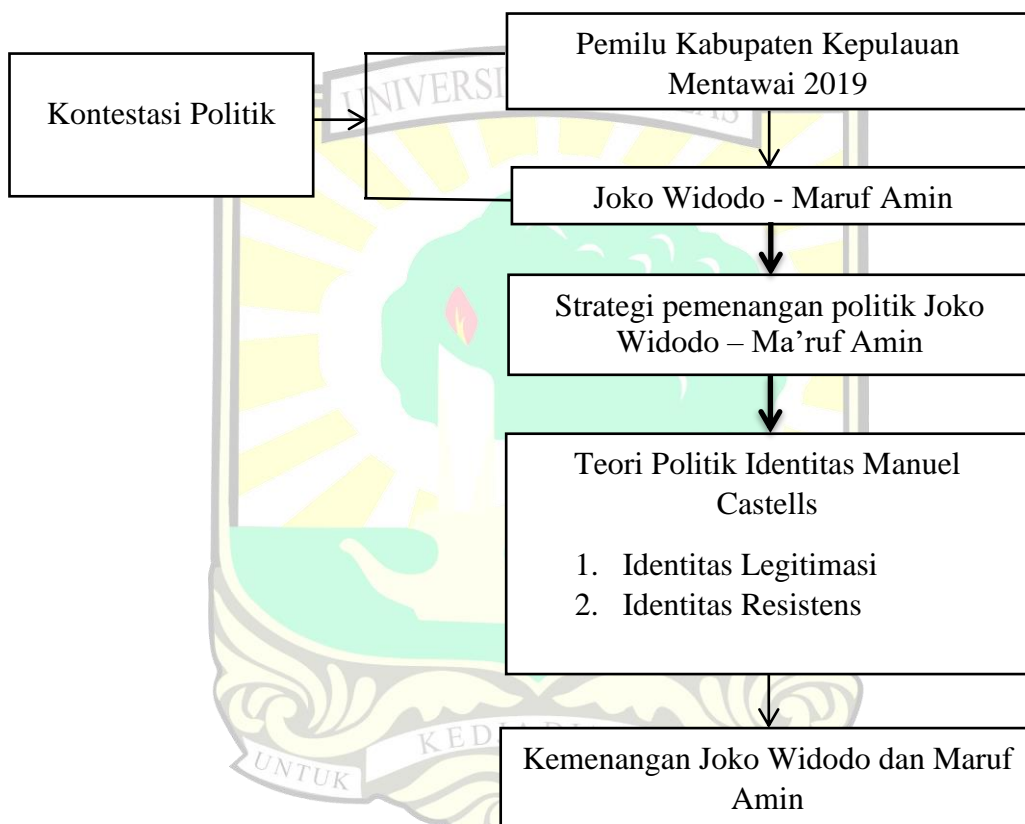 Pemilu Kabupaten Kepulauan
Mentawai 2019
Kontestasi Politik
Joko Widodo - Maruf Amin
Strategi pemenangan politik Joko
Widodo – Ma’ruf Amin
Teori Politik Identitas Manuel
Castells
1. Identitas Legitimasi
2. Identitas Resistens
Kemenangan Joko Widodo dan Maruf
Amin
UNTUK